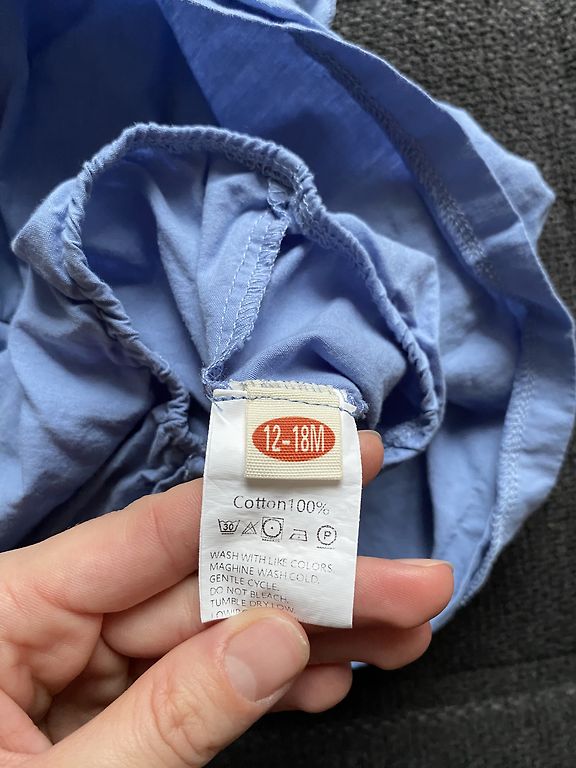 12-18M
Cotton100%
30 P
WASH WITH LIKE COLORS.
MAGHINE WASH COLD.
GENTLE CYCLE.
DO NOT BLEACH.
TUMBLE DRY LOW